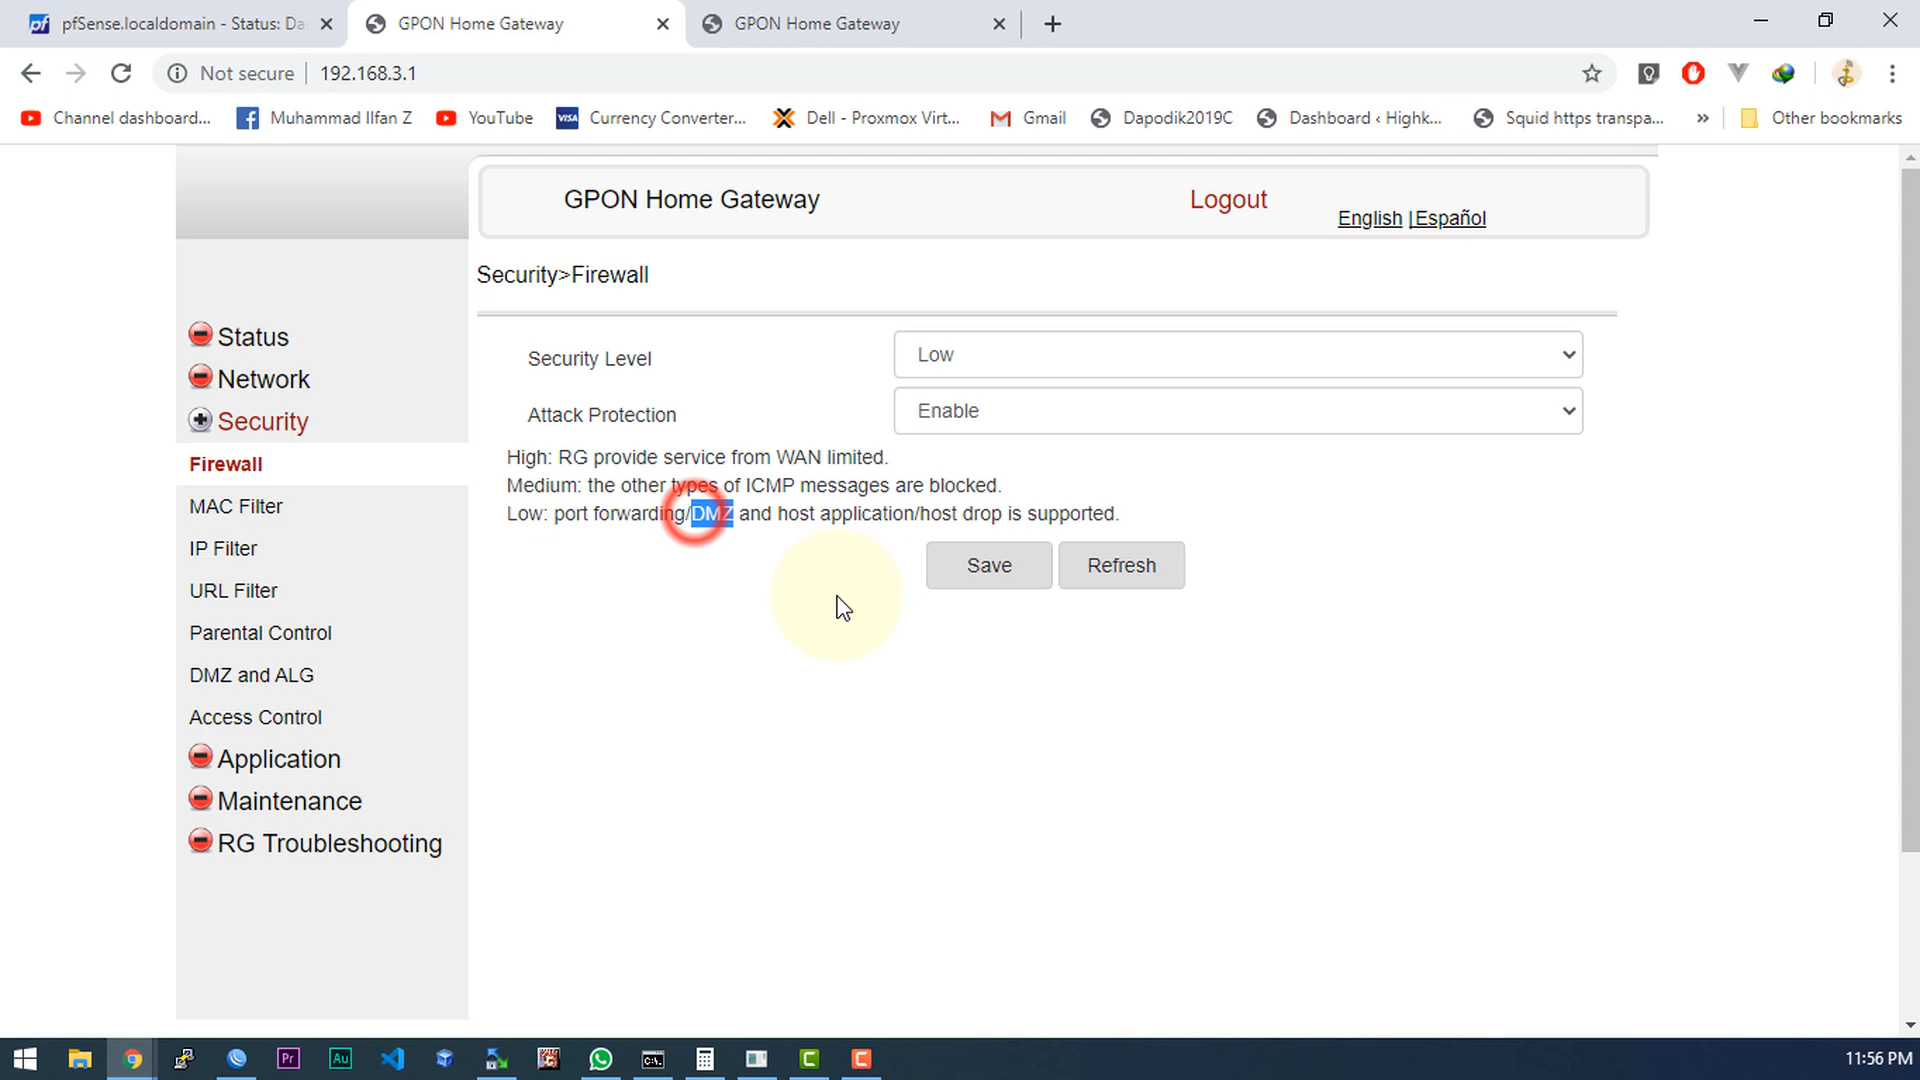 pfSense.localdomain - Status: Da
GPON Home Gateway
GPON Home Gateway
Not secure
192.168.3.1
Channel dashboard...
Muhammad Ilfan Z
YouTube
VISA
Currency Converter...
Dell - Proxmox Virt...
Gmail
Dapodik2019C
Dashboard ‹ Highk...
Squid https transpa...
»
Other bookmarks
GPON Home Gateway
Logout
English |Español
Security>Firewall
Status
Network
Security
Firewall
MAC Filter
IP Filter
URL Filter
Parental Control
DMZ and ALG
Access Control
Application
Maintenance
RG Troubleshooting
Security Level
Low
Attack Protection
Enable
High: RG provide service from WAN limited.
Medium: the other types of ICMP messages are blocked.
Low: port forwarding/DMZ and host application/host drop is supported.
Save
Refresh
Pr
Au
C:\.
C
C
11:56 PM